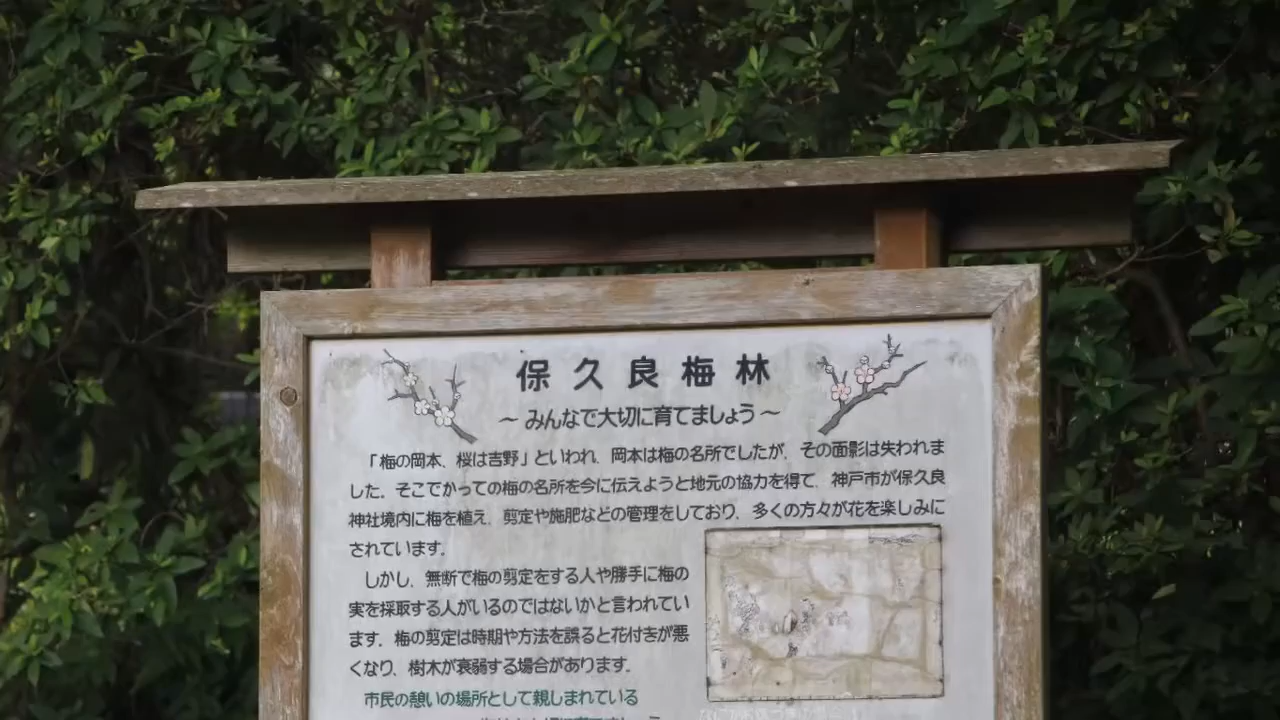 保久良梅林
～みんなで大切に育てましょう～
「梅の岡本、桜は吉野」といわれ、岡本は梅の名所でしたが、その面影は失われま
した。そこでかっての梅の名所を今に伝えようと地元の協力を得て、神戸市が保久良
神社境内に梅を植え、剪定や施肥などの管理をしており、多くの方々が花を楽しみに
されています。
しかし、無断で梅の剪定をする人や勝手に梅の
実を採取する人がいるのではないかと言われてい
ます。梅の剪定は時期や方法を誤ると花付きが悪
くなり、樹木が衰弱する場合があります。
市民の憩いの場所として親しまれている